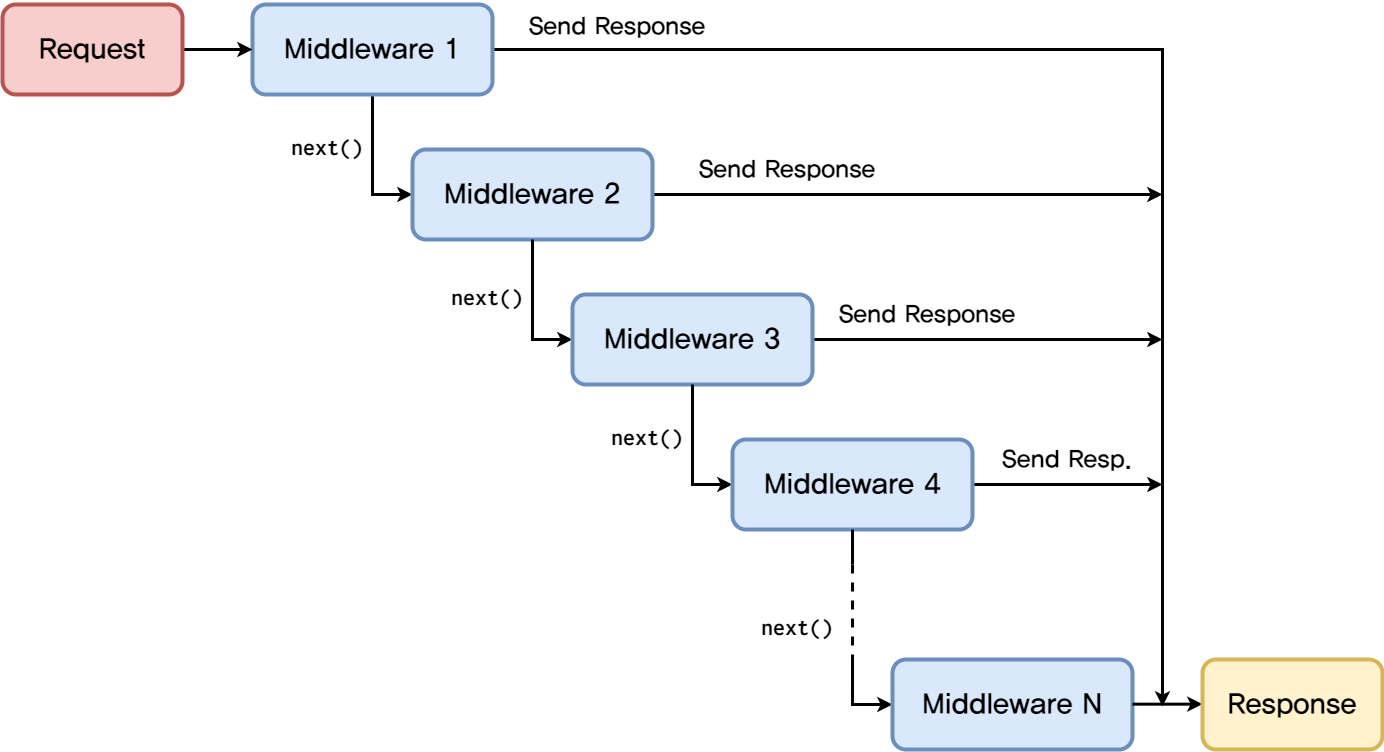 Request
Middleware 1
Send Response
next()
Middleware 2
Send Response
next()
Middleware 3
Send Response
next()
Middleware 4
Send Resp.
next()
Middleware N
Response